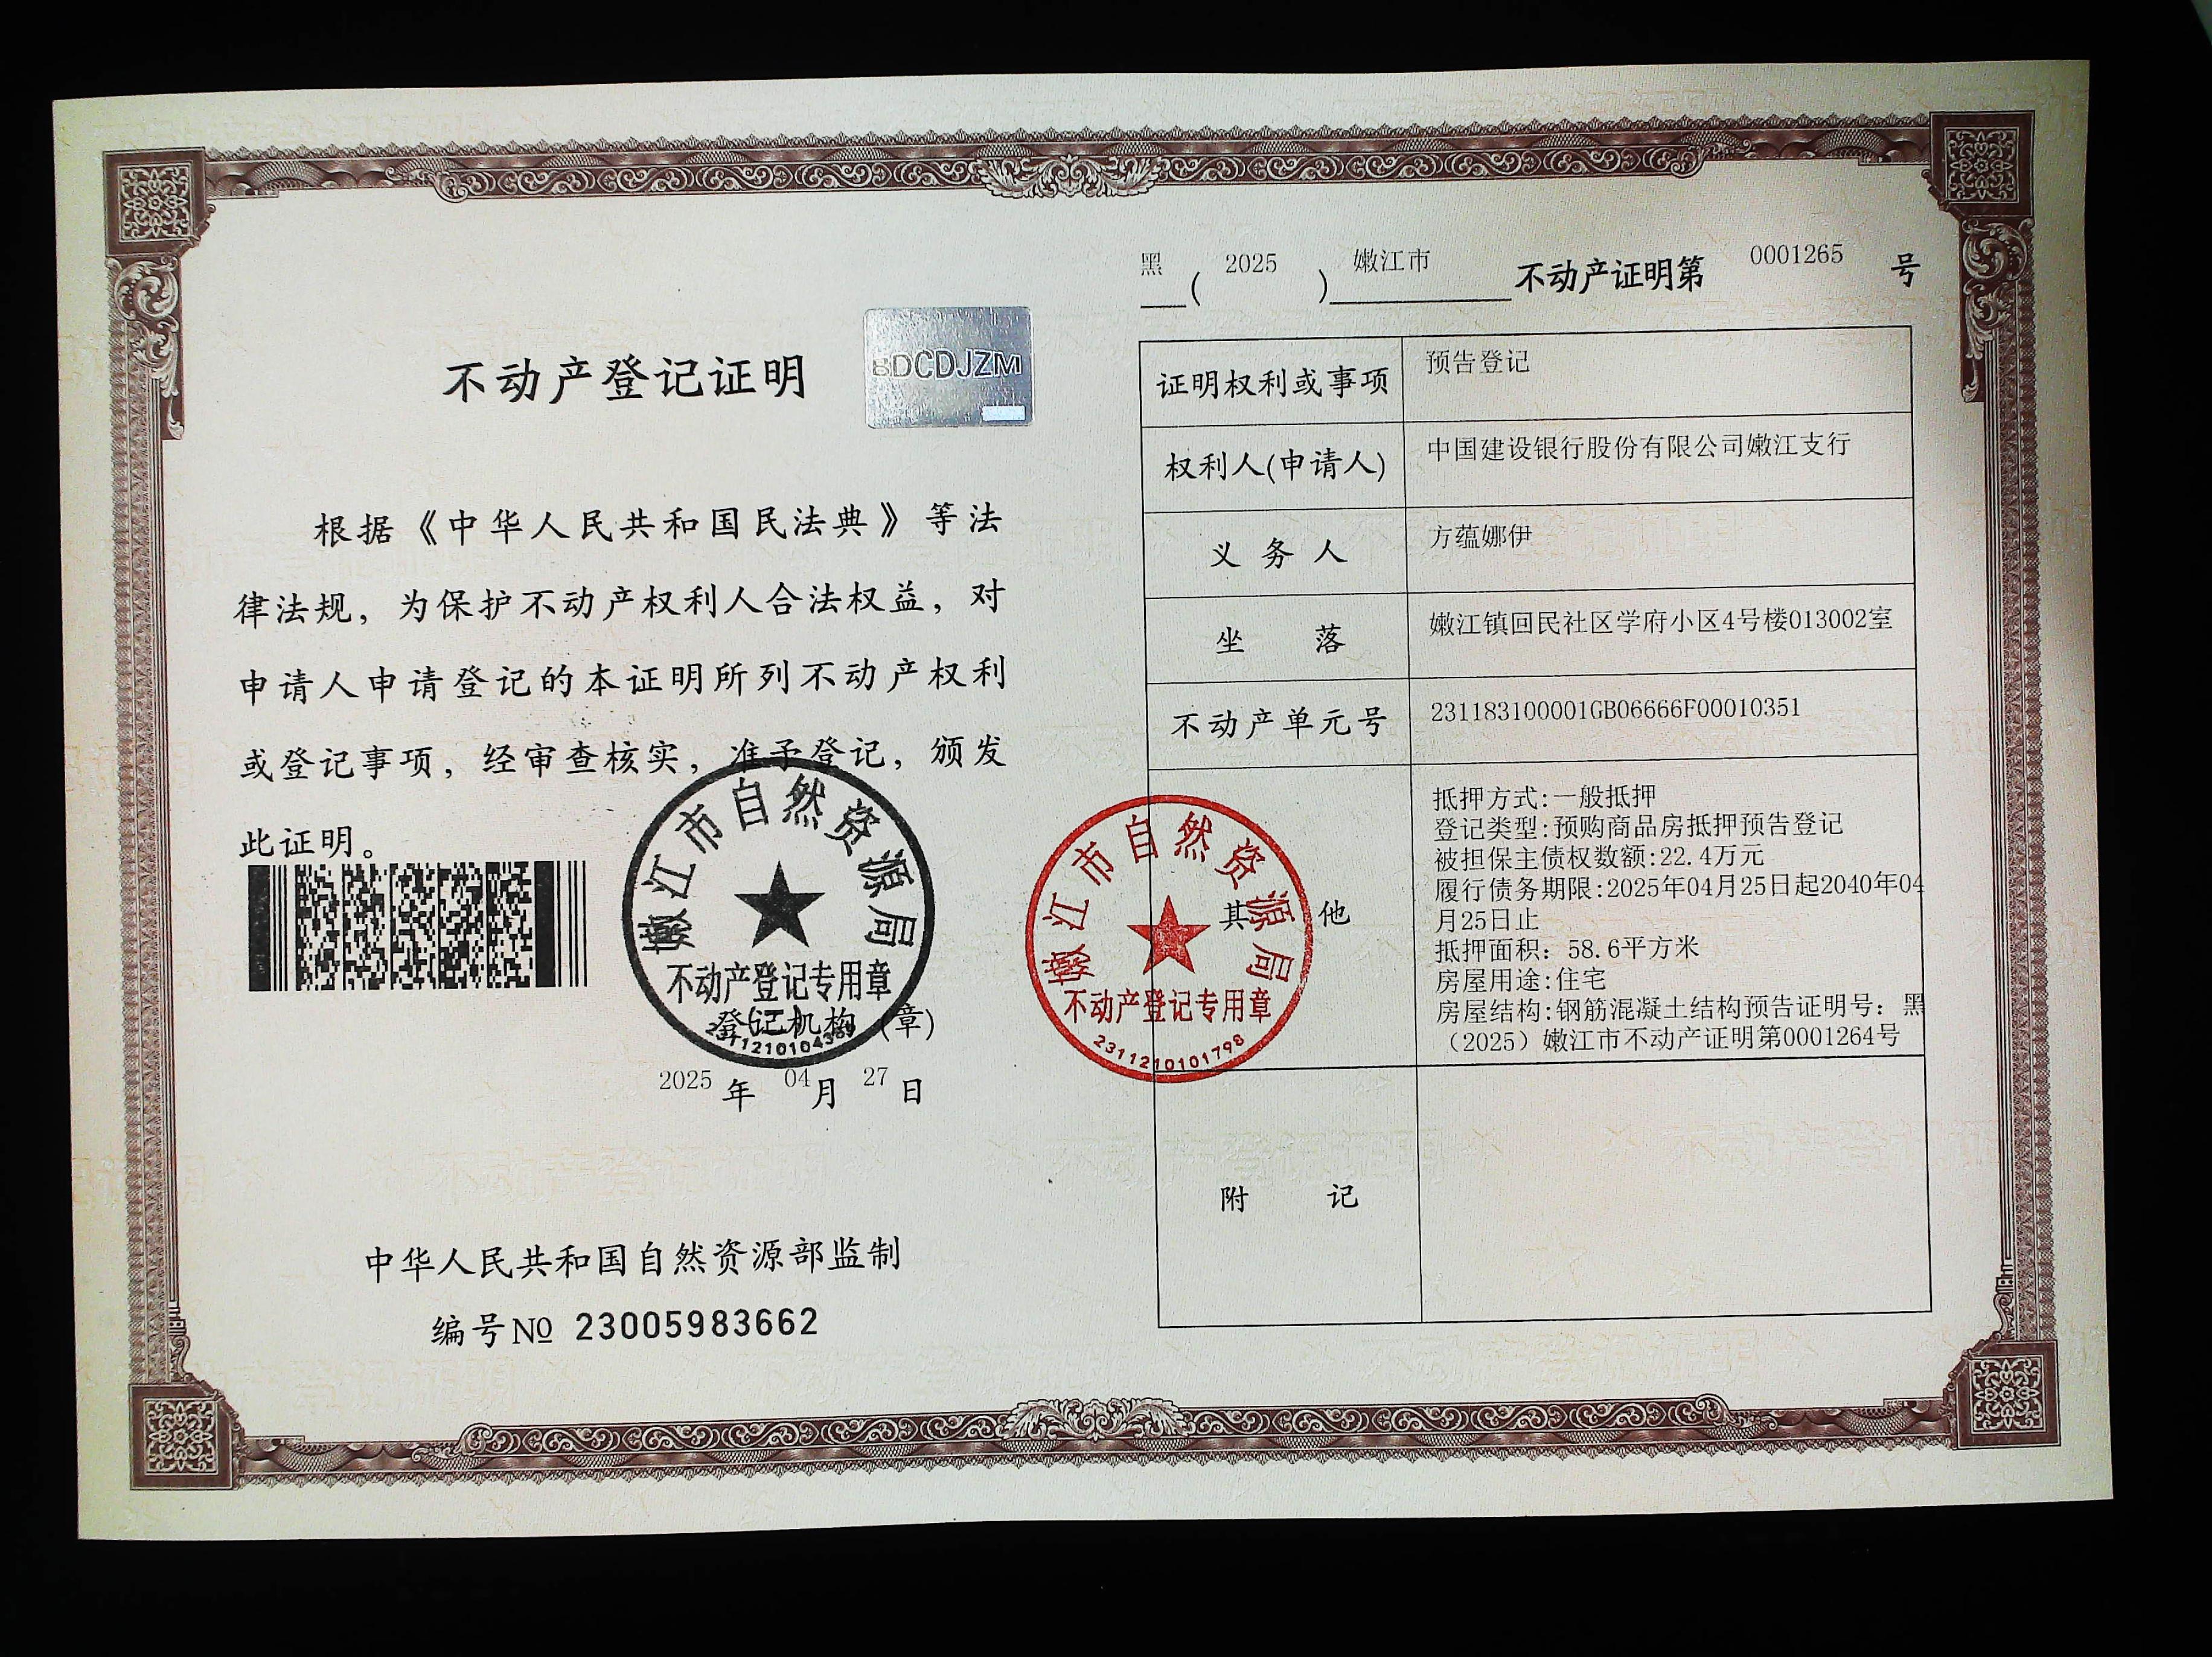 不动产登记证明
BDCDJZM
根据《中华人民共和国民法典》等法
律法规，为保护不动产权利人合法权益，对
申请人申请登记的本证明所列不动产权利
或登记事项，经审查核实，准予登记，颁发
此证明。
嫩江市自然资源局
不动产登记专用章
登记机构（章）
2025 年 04 月 27 日
中华人民共和国自然资源部监制
编号№ 23005983662
黑（ 2025 ）嫩江市 不动产证明第 0001265 号
证明权利或事项 预告登记
权利人(申请人) 中国建设银行股份有限公司嫩江支行
义务人 方蕴娜伊
坐落 嫩江镇回民社区学府小区4号楼013002室
不动产单元号 231183100001GB06666F00010351
其他
抵押方式:一般抵押
登记类型:预购商品房抵押预告登记
被担保主债权数额:22.4万元
履行债务期限:2025年04月25日起2040年04
月25日止
抵押面积：58.6平方米
房屋用途:住宅
房屋结构:钢筋混凝土结构预告证明号：黑
（2025）嫩江市不动产证明第0001264号
嫩江市自然资源局
不动产登记专用章
2311210101798
附记